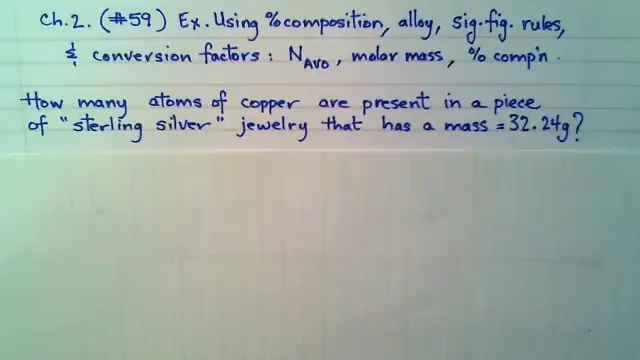 Ch.2. (#59) Ex. Using % composition, alloy, sig.fig. rules,
& conversion factors: N_AVO, molar mass, % comp'n.
How many atoms of copper are present in a piece
of "sterling silver" jewelry that has a mass = 32.24g?